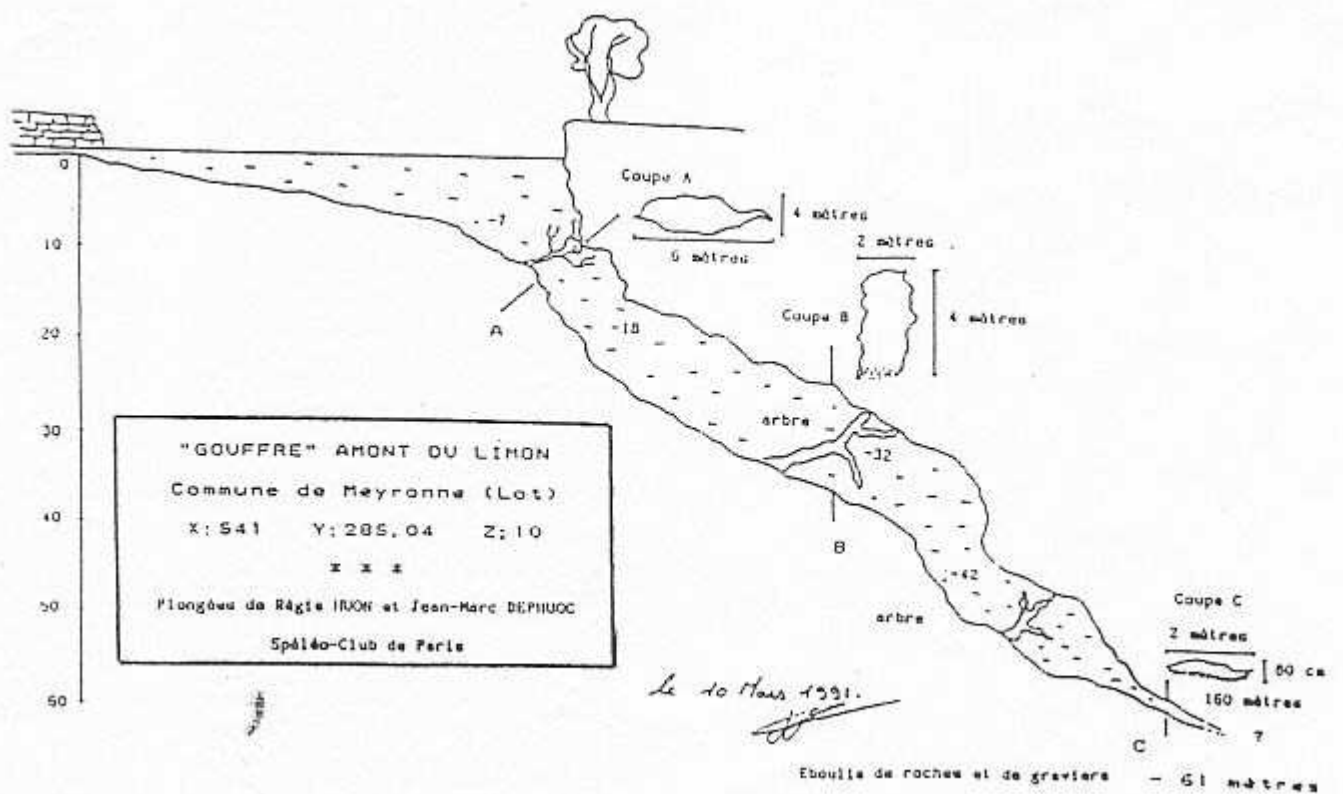 0
10
20
30
40
50
60
-7
Coupe A
4 mètres
6 mètres
A
-18
2 mètres
Coupe B
4 mètres
arbre
-32
B
-42
arbre
Coupe C
2 mètres
60 cm
160 mètres
?
C
Eboulis de roches et de graviers - 61 mètres
"GOUFFRE" AMONT DU LIMON
Commune de Meyronne (Lot)
X: 541 Y: 285.04 Z: 10
* * *
Plongées de Régis HUON et Jean-Marc
Spéléo-Club de Paris
Le 10 Mars 1991.